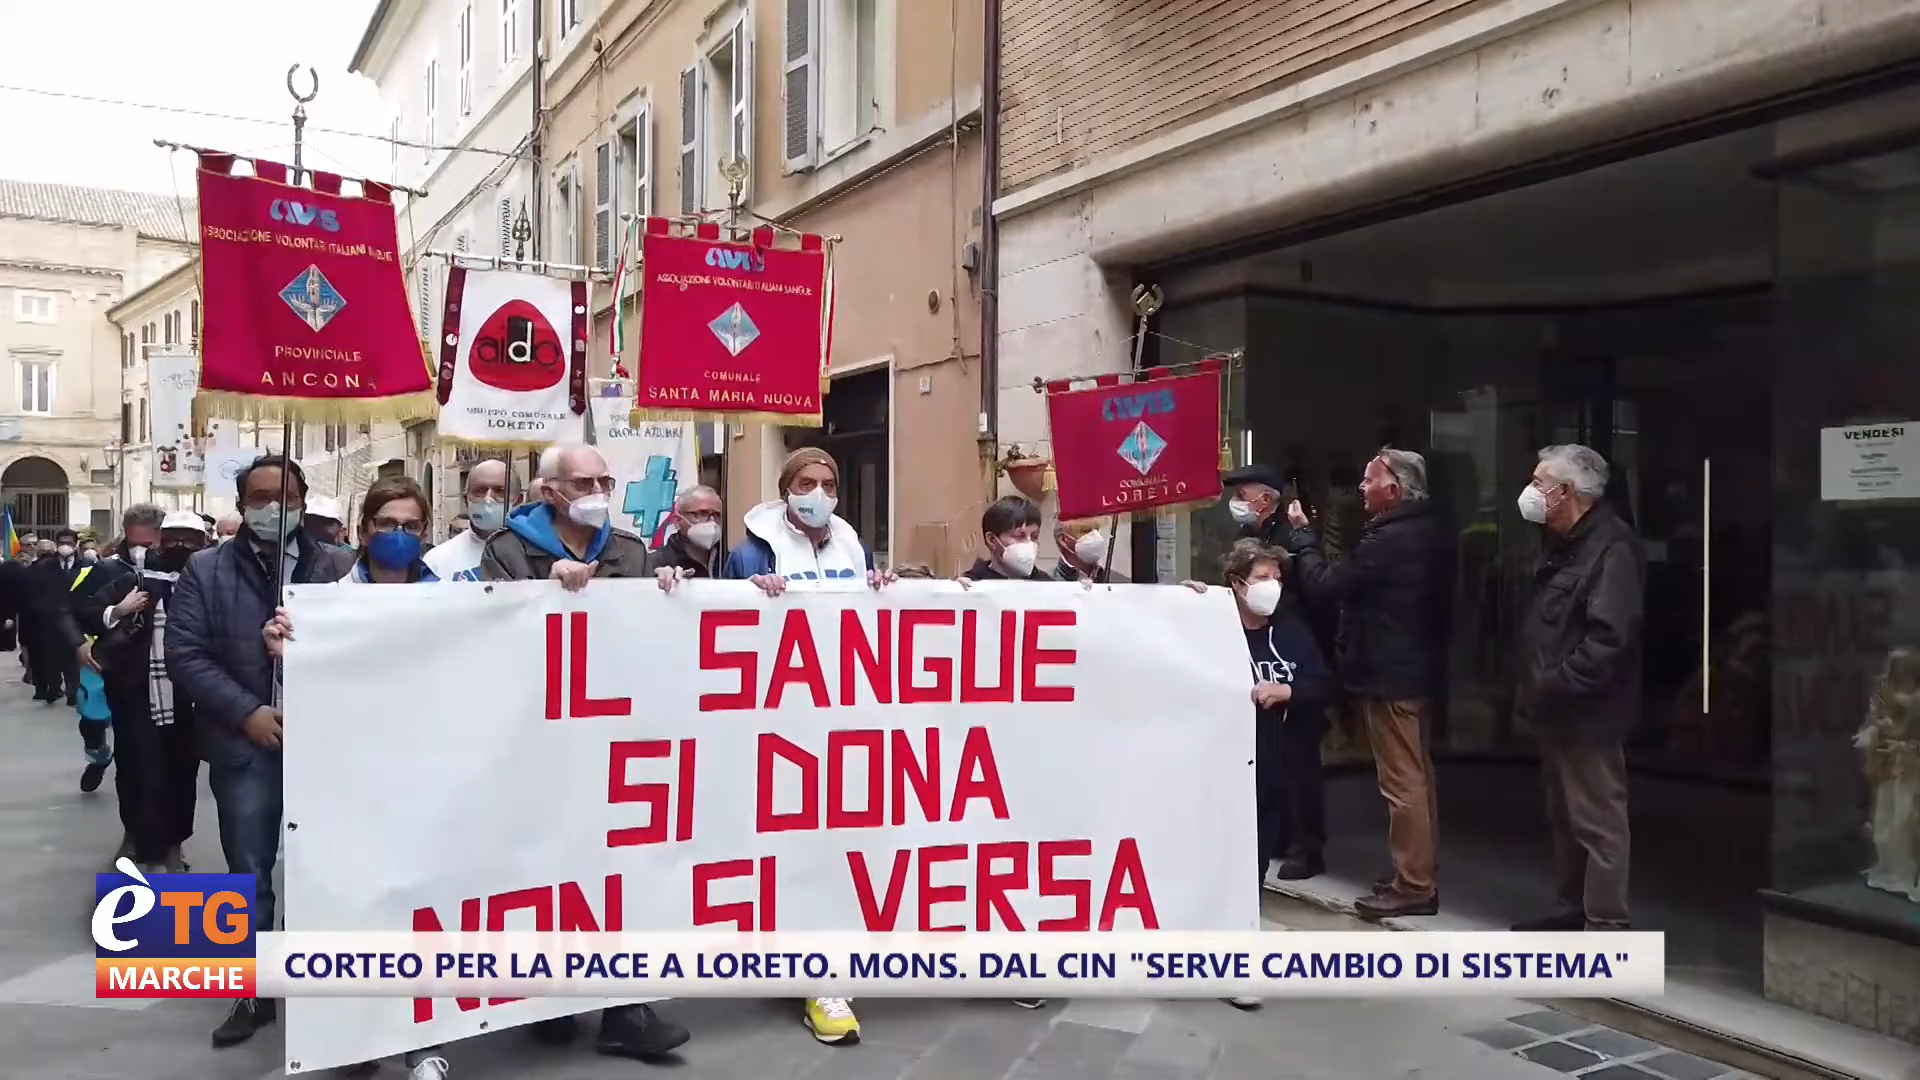 AVIS
ASSOCIAZIONE VOLONTARI ITALIANI SANGUE
PROVINCIALE
ANCONA
aido
GRUPPO COMUNALE
LORETO
AVIS
ASSOCIAZIONE VOLONTARI ITALIANI SANGUE
COMUNALE
SANTA MARIA NUOVA
CROCE AZZURRA
AVIS
COMUNALE
LORETO
VENDESI
IL SANGUE
SI DONA
NON SI VERSA
è TG
MARCHE
CORTEO PER LA PACE A LORETO. MONS. DAL CIN "SERVE CAMBIO DI SISTEMA"